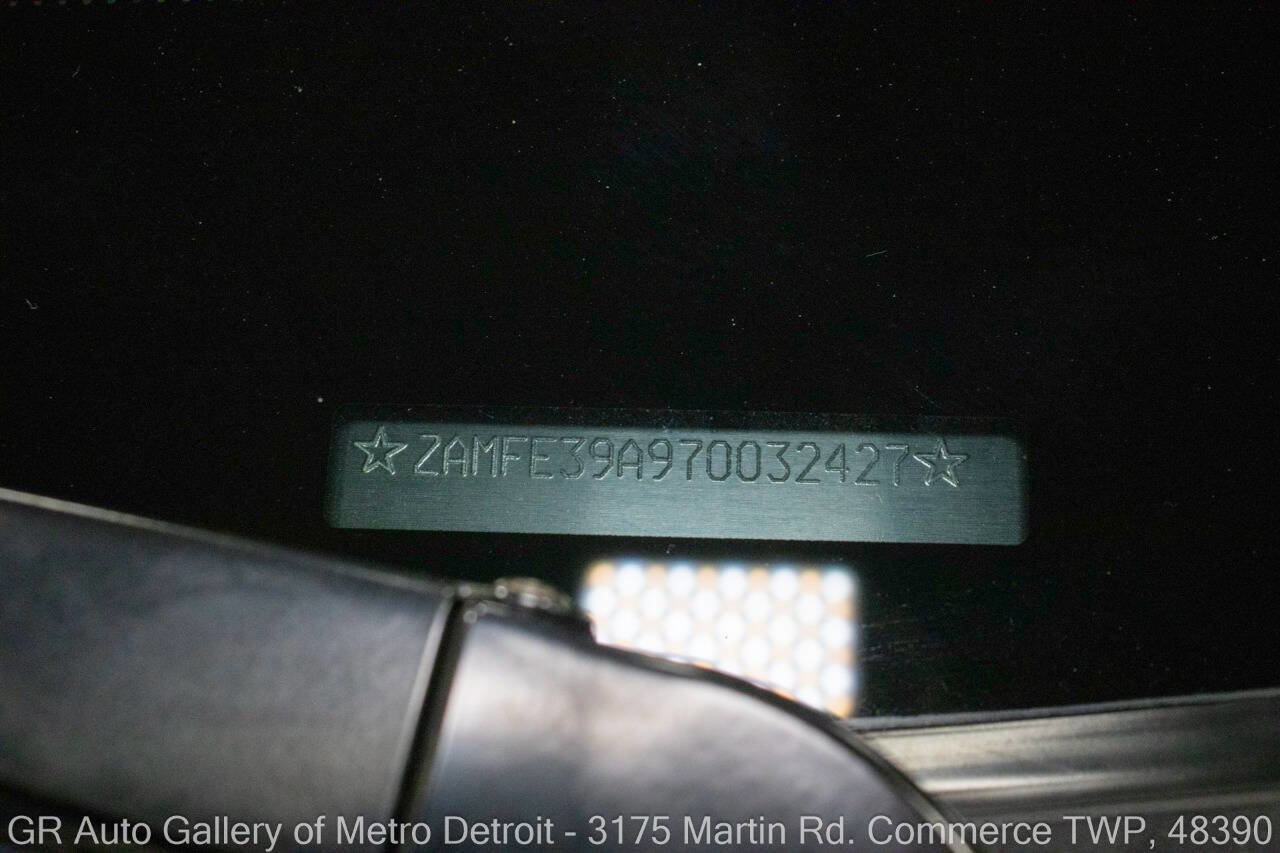 ☆ZAMFE39A970032427☆
GR Auto Gallery of Metro Detroit - 3175 Martin Rd. Commerce TWP, 48390